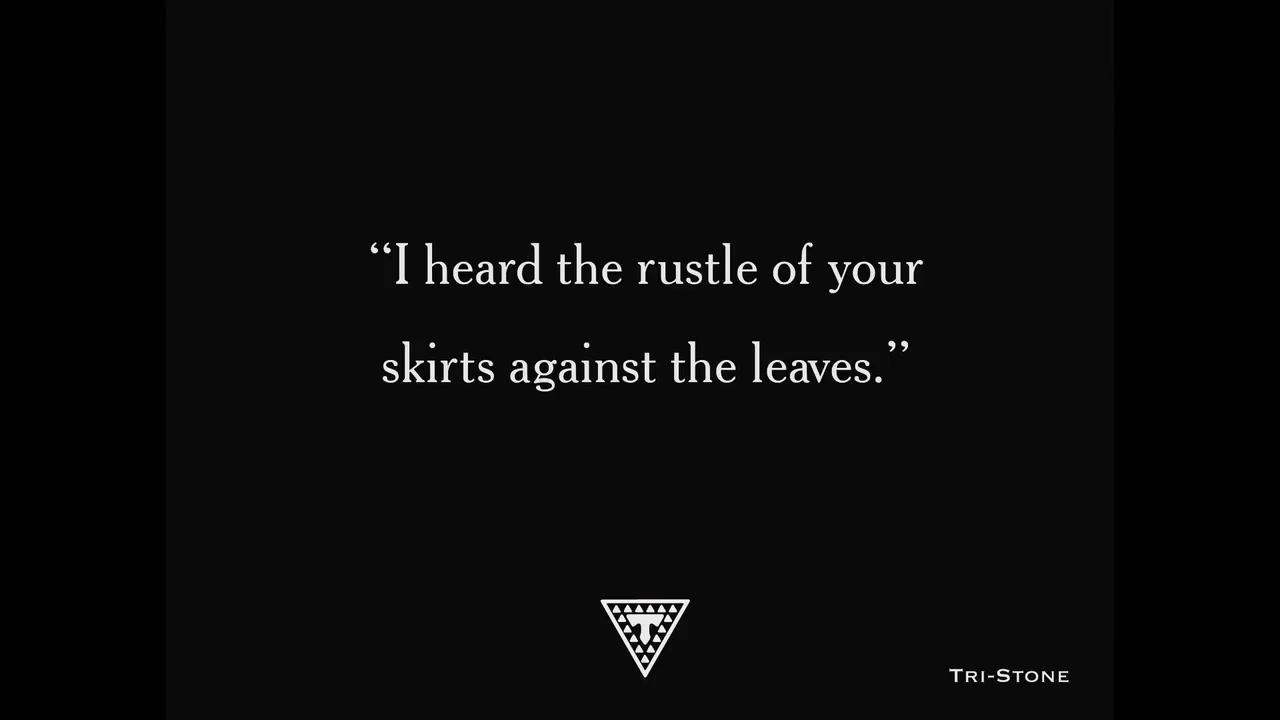 “I heard the rustle of your
skirts against the leaves.”
T
TRI-STONE